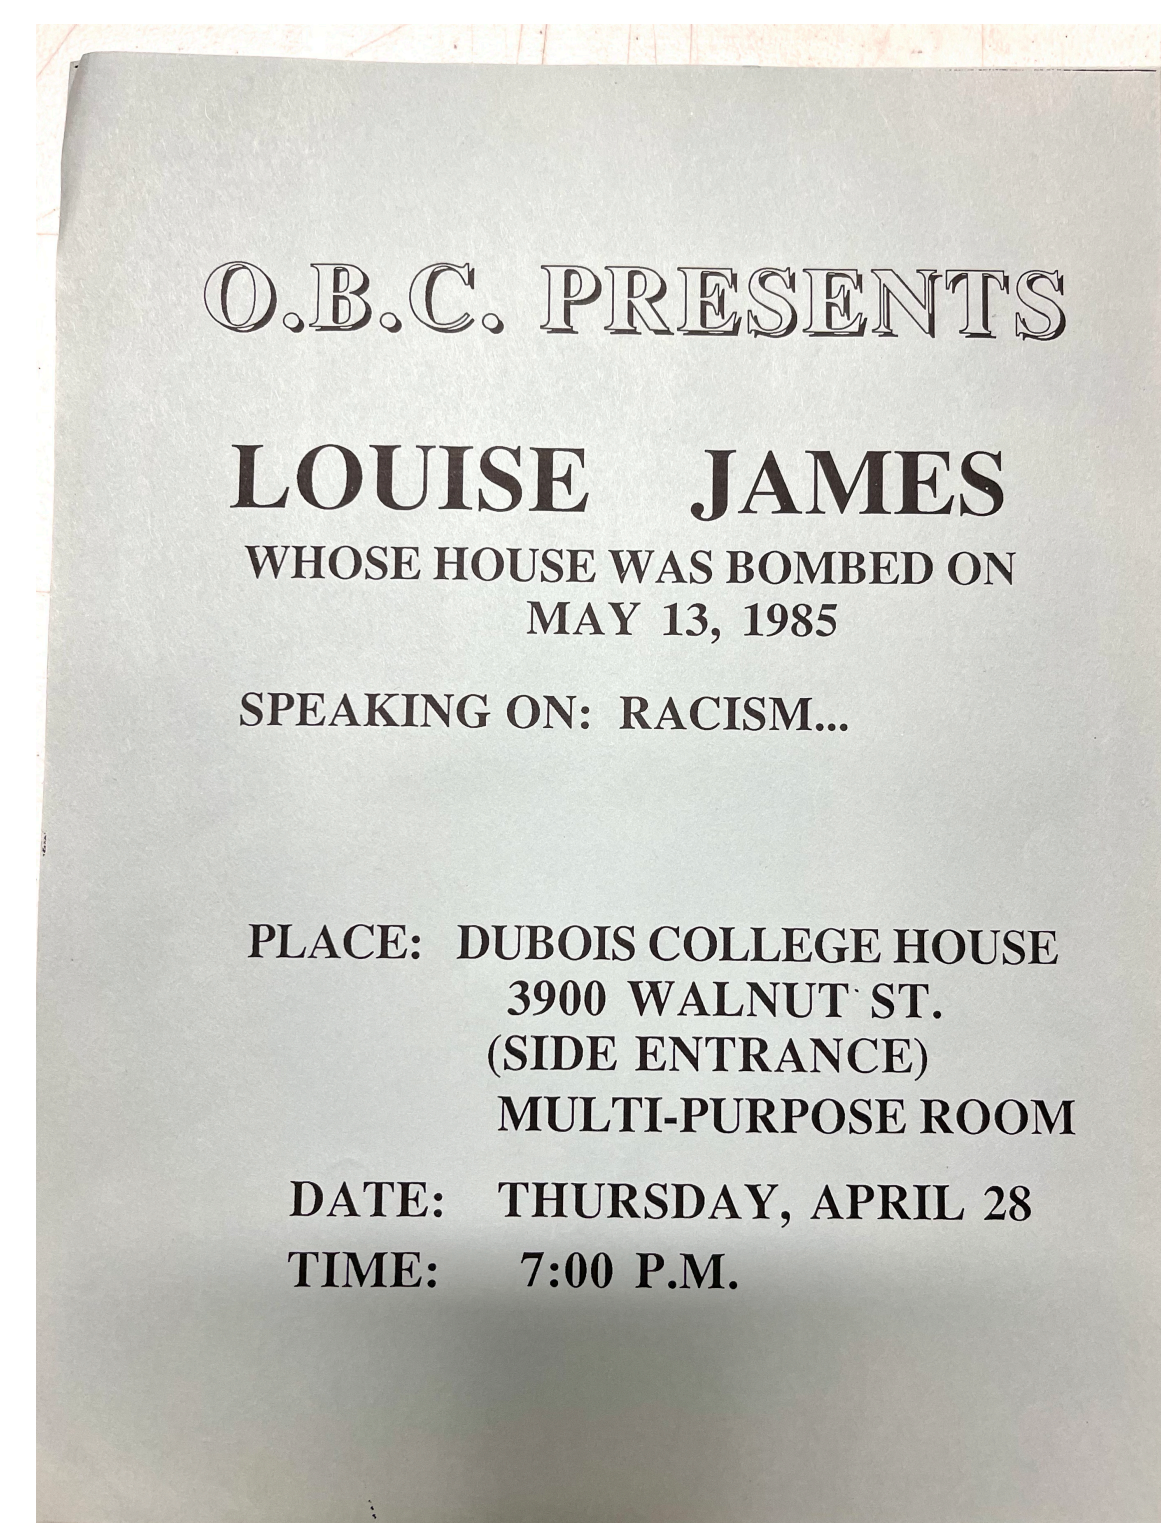 O.B.C. PRESENTS
LOUISE JAMES
WHOSE HOUSE WAS BOMBED ON
MAY 13, 1985
SPEAKING ON: RACISM...
PLACE: DUBOIS COLLEGE HOUSE
3900 WALNUT ST.
(SIDE ENTRANCE)
MULTI-PURPOSE ROOM
DATE: THURSDAY, APRIL 28
TIME: 7:00 P.M.